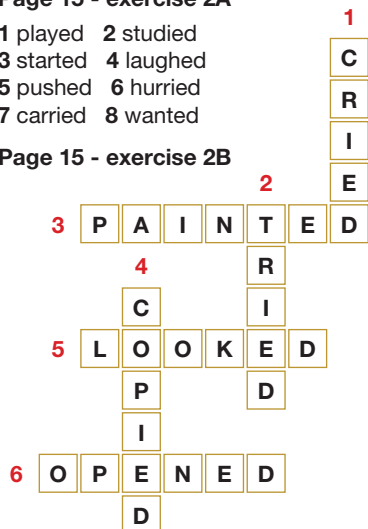 Page 15 - exercise 2A
1 played 2 studied
3 started 4 laughed
5 pushed 6 hurried
7 carried 8 wanted
Page 15 - exercise 2B
1
C
R
I
2 E
3 P A I N T E D
4 R
C I
5 L O O K E D
P D
I
6 O P E N E D
D